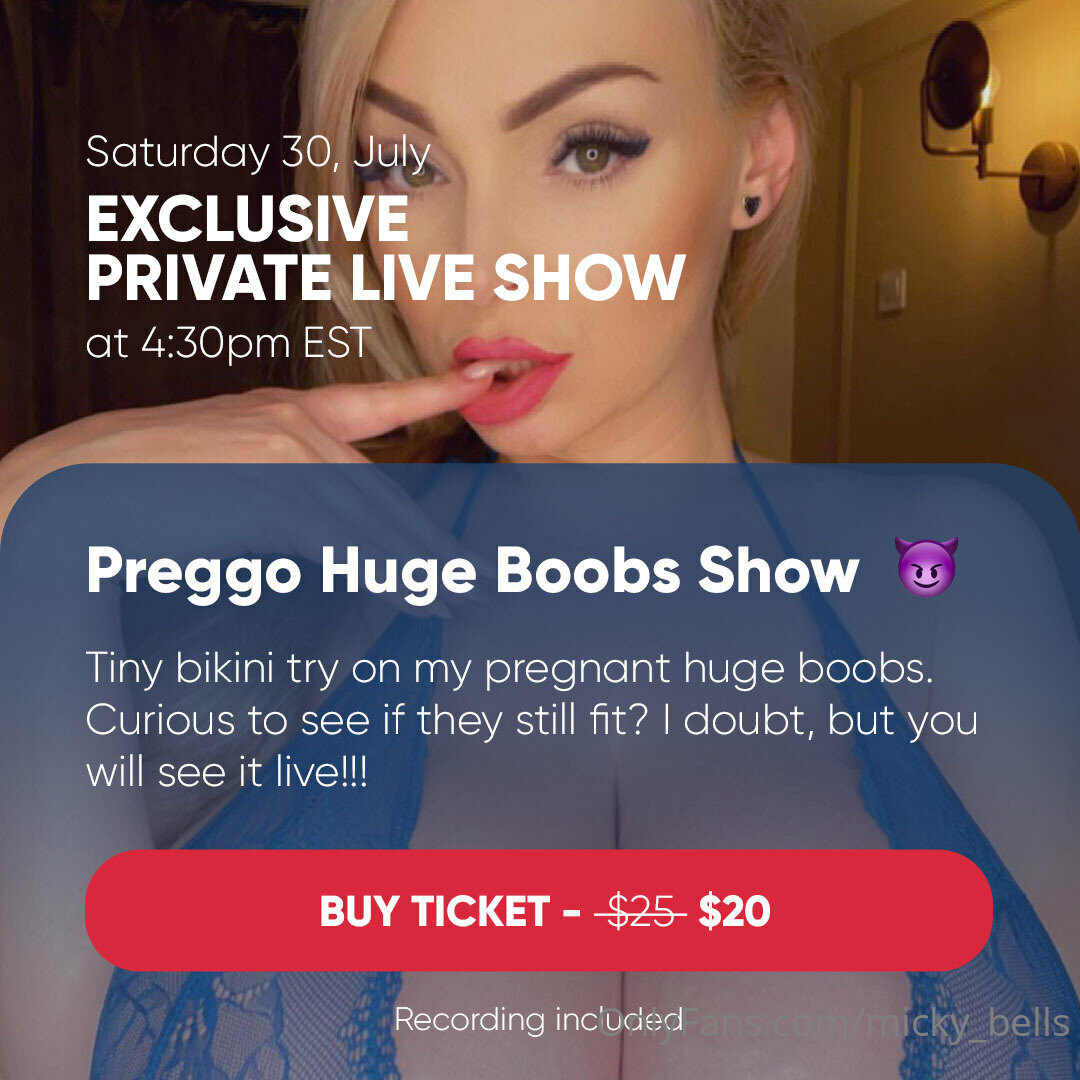 Saturday 30, July
EXCLUSIVE
PRIVATE LIVE SHOW
at 4:30pm EST
Preggo Huge Boobs Show 😈
Tiny bikini try on my pregnant huge boobs.
Curious to see if they still fit? I doubt, but you
will see it live!!!
BUY TICKET - $25 $20
Recording included
OnlyFans.com/micky_bells